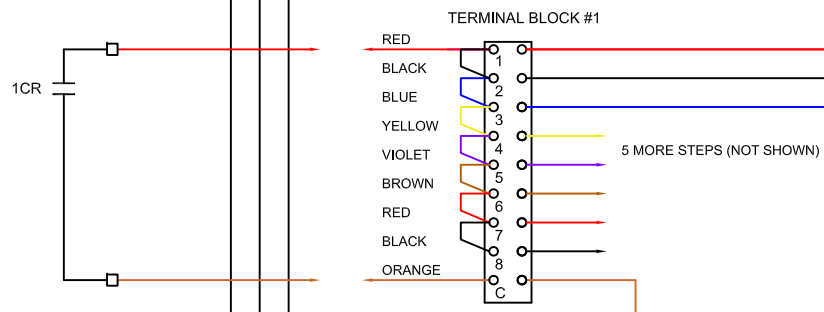 TERMINAL BLOCK #1
RED
1
BLACK
1CR
2
BLUE
3
YELLOW
4
5 MORE STEPS (NOT SHOWN)
VIOLET
5
BROWN
6
RED
7
BLACK
8
ORANGE
C